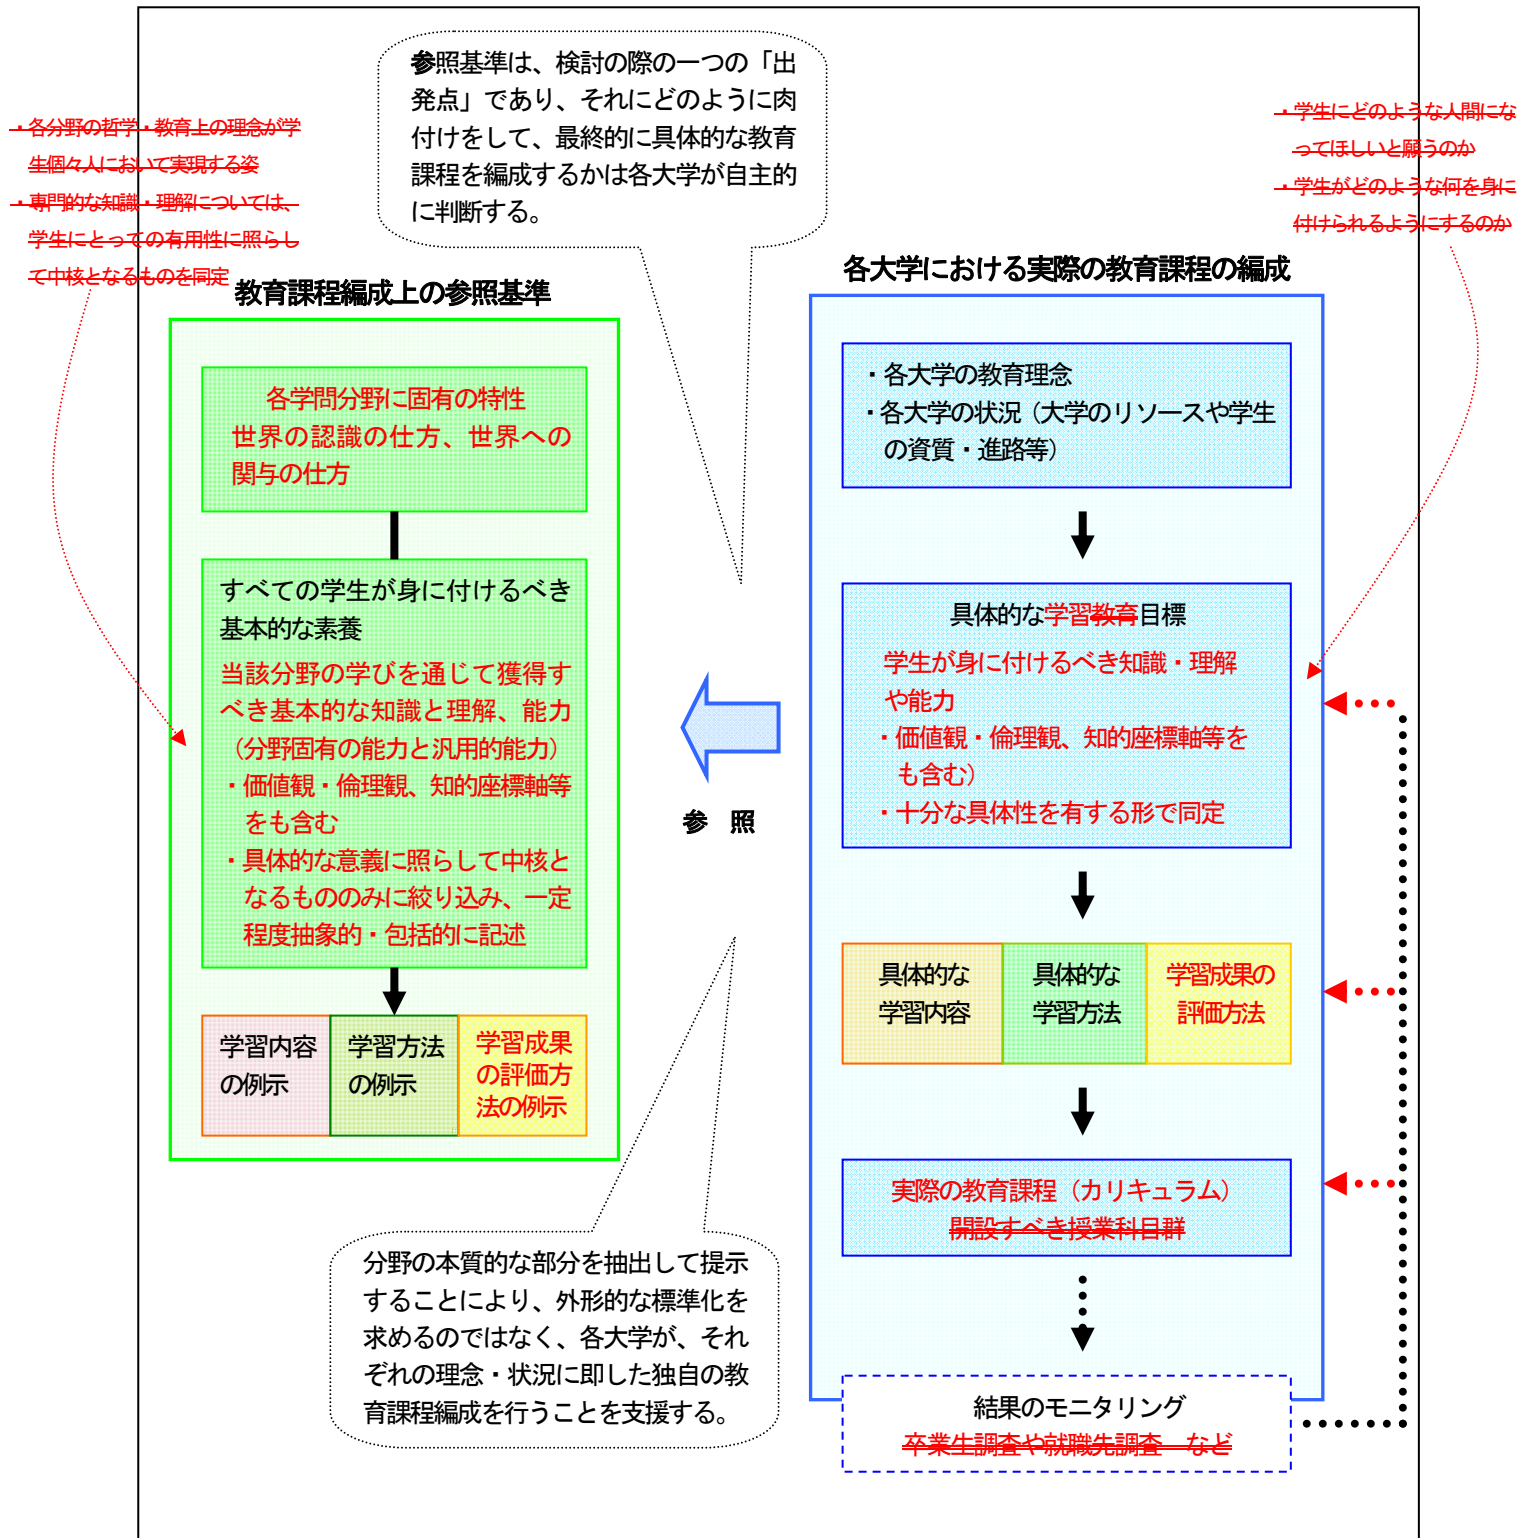 参照基準は、検討の際の一つの「出
発点」であり、それにどのように肉
付けをして、最終的に具体的な教育
課程を編成するかは各大学が自主的
に判断する。
・各分野の哲学・教育上の理念が学
生個々人において実現する姿
・専門的な知識・理解については、
学生にとっての有用性に照らし
て中核となるものを同定
・学生にどのような人間にな
ってほしいと願うのか
・学生がどのような何を身に
付けられるようにするのか
教育課程編成上の参照基準
各学問分野に固有の特性
世界の認識の仕方、世界への
関与の仕方
すべての学生が身に付けるべき
基本的な素養
当該分野の学びを通じて獲得す
べき基本的な知識と理解、能力
（分野固有の能力と汎用的能力）
・価値観・倫理観、知的座標軸等
をも含む
・具体的な意義に照らして中核と
なるもののみに絞り込み、一定
程度抽象的・包括的に記述
学習内容
の例示
学習方法
の例示
学習成果
の評価方
法の例示
参 照
各大学における実際の教育課程の編成
・各大学の教育理念
・各大学の状況（大学のリソースや学生
の資質・進路等）
具体的な学習教育目標
学生が身に付けるべき知識・理解
や能力
・価値観・倫理観、知的座標軸等を
も含む）
・十分な具体性を有する形で同定
具体的な
学習内容
具体的な
学習方法
学習成果の
評価方法
実際の教育課程（カリキュラム）
開設すべき授業科目群
結果のモニタリング
卒業生調査や就職先調査 など
分野の本質的な部分を抽出して提示
することにより、外形的な標準化を
求めるのではなく、各大学が、それ
ぞれの理念・状況に即した独自の教
育課程編成を行うことを支援する。